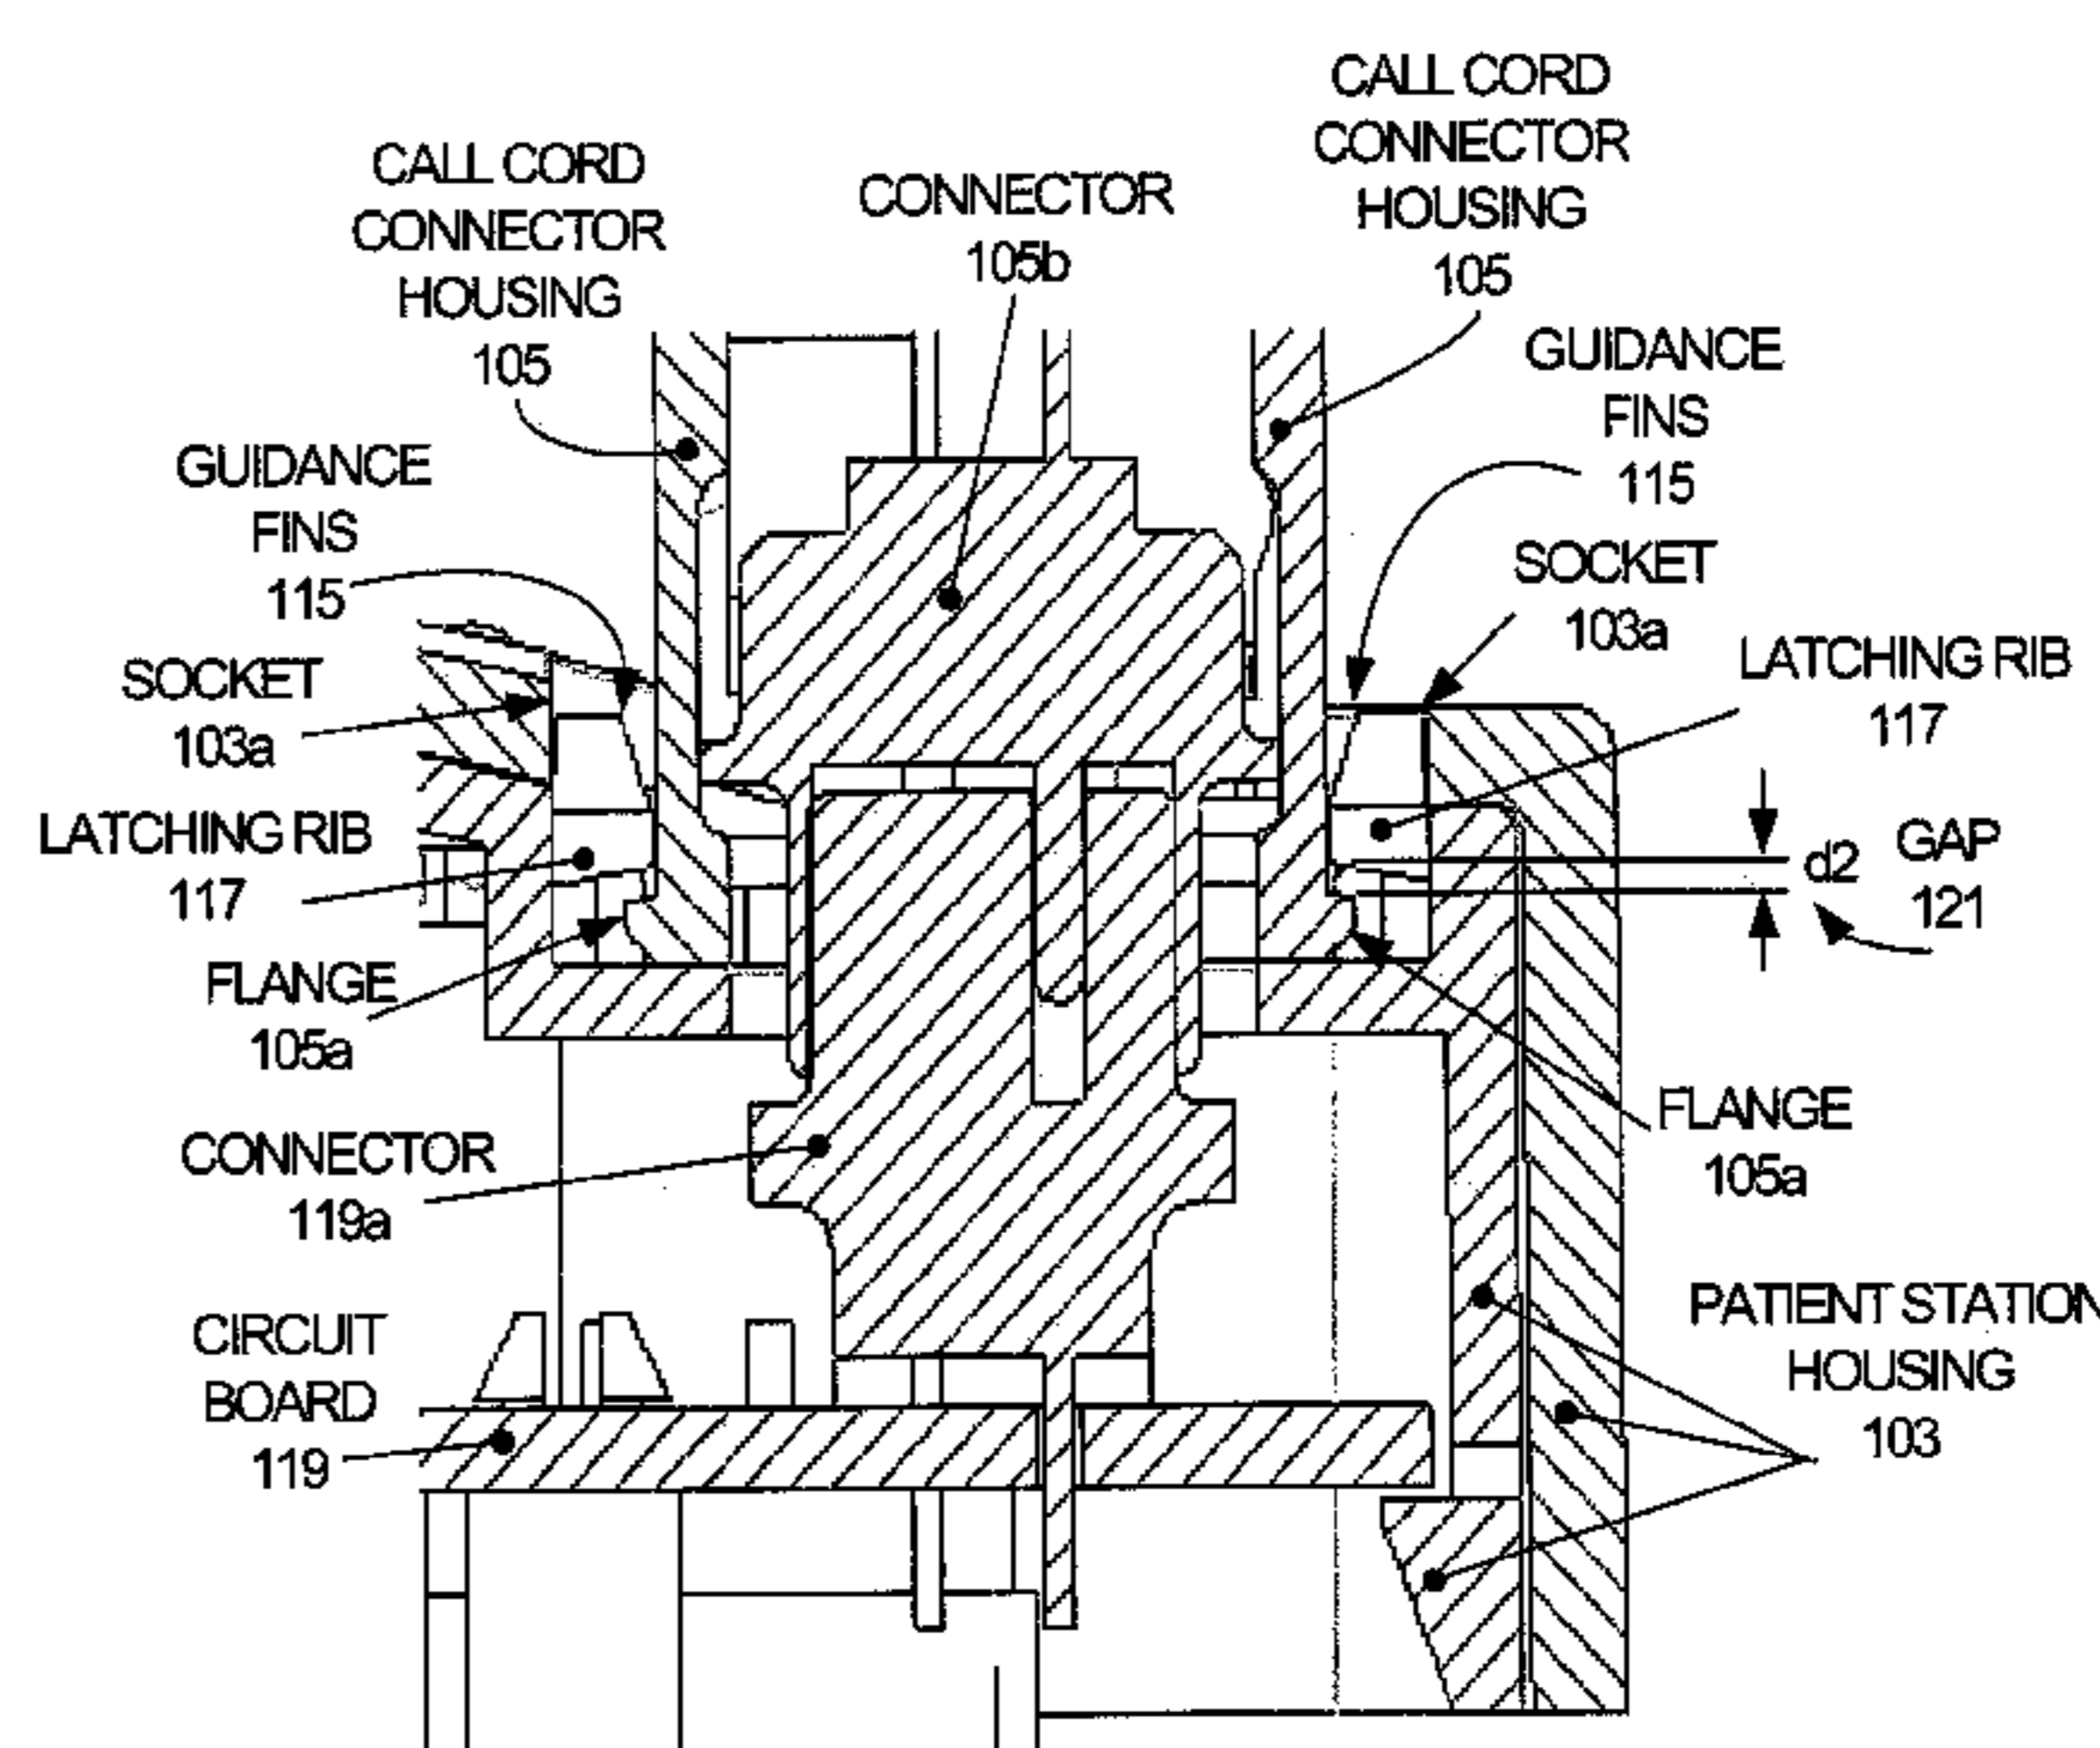 CALL CORD
CONNECTOR
HOUSING
105
CONNECTOR
105b
CALL CORD
CONNECTOR
HOUSING
105
GUIDANCE
FINS
115
GUIDANCE
FINS
115
SOCKET
103a
SOCKET
103a
LATCHING RIB
117
LATCHING RIB
117
d2
GAP
121
FLANGE
105a
FLANGE
105a
CONNECTOR
119a
CIRCUIT
BOARD
119
PATIENT STATION
HOUSING
103